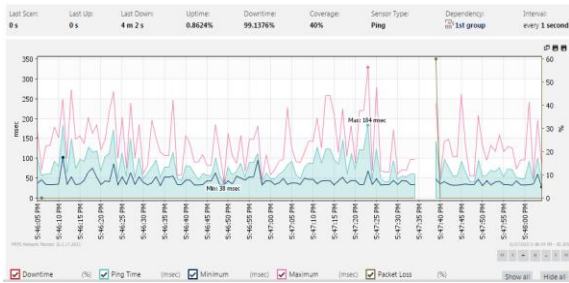 Last Scan: Last Up: Last Down: Uptime: Downtime: Coverage: Sensor Type: Dependency: Interval:
0 s 0 s 4 m 2 s 0.8624% 99.1376% 40% Ping 1st group every 1 second
350 300 250 200 150 100 50 0
msec
60 50 40 30 20 10 0
%
Max: 184 msec
Min: 38 msec
5:46:05 PM 5:46:10 PM 5:46:15 PM 5:46:20 PM 5:46:25 PM 5:46:30 PM 5:46:35 PM 5:46:40 PM 5:46:45 PM 5:46:50 PM 5:46:55 PM 5:47:00 PM 5:47:05 PM 5:47:10 PM 5:47:15 PM 5:47:20 PM 5:47:25 PM 5:47:30 PM 5:47:35 PM 5:47:40 PM 5:47:45 PM 5:47:50 PM 5:47:55 PM 5:48:00 PM
Downtime (%) Ping Time (msec) Minimum (msec) Maximum (msec) Packet Loss (%) Show all Hide all